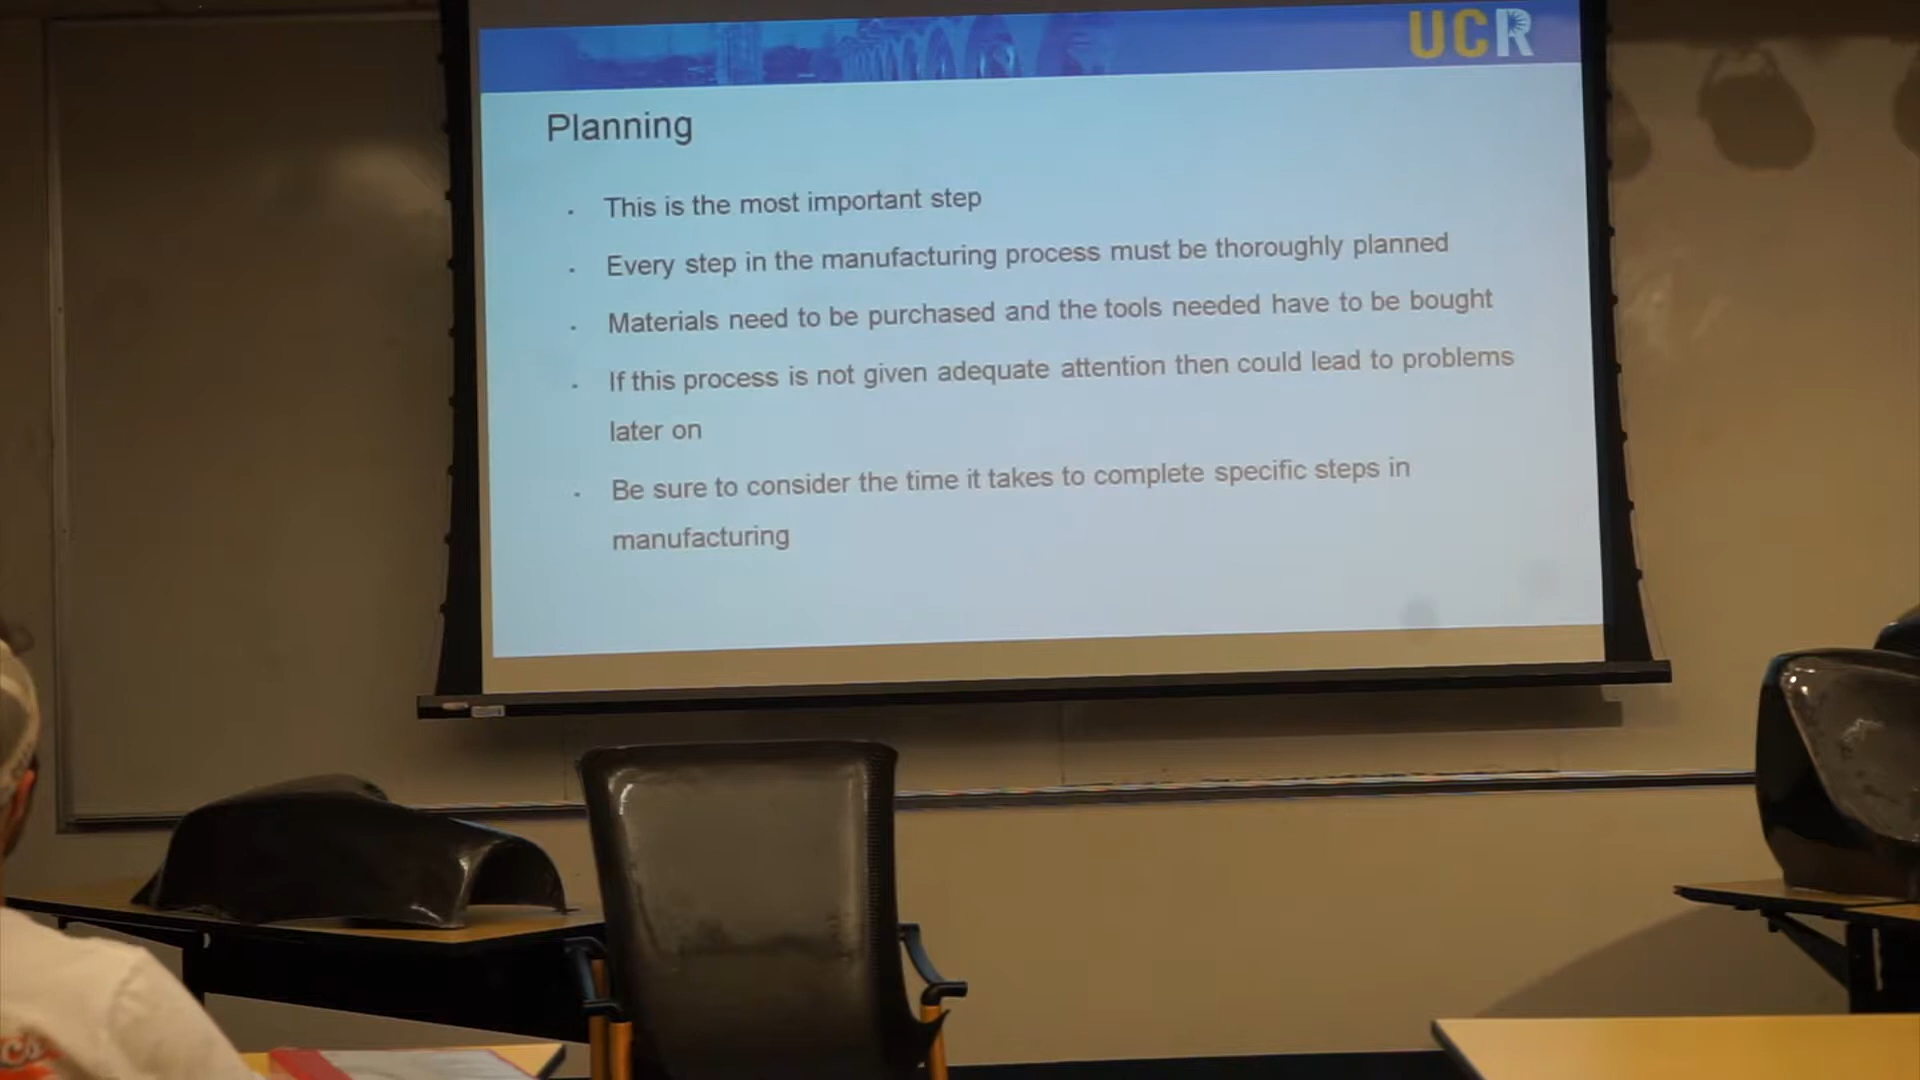 UCR
Planning
This is the most important step
Every step in the manufacturing process must be thoroughly planned
Materials need to be purchased and the tools needed have to be bought
If this process is not given adequate attention then could lead to problems
later on
Be sure to consider the time it takes to complete specific steps in
manufacturing